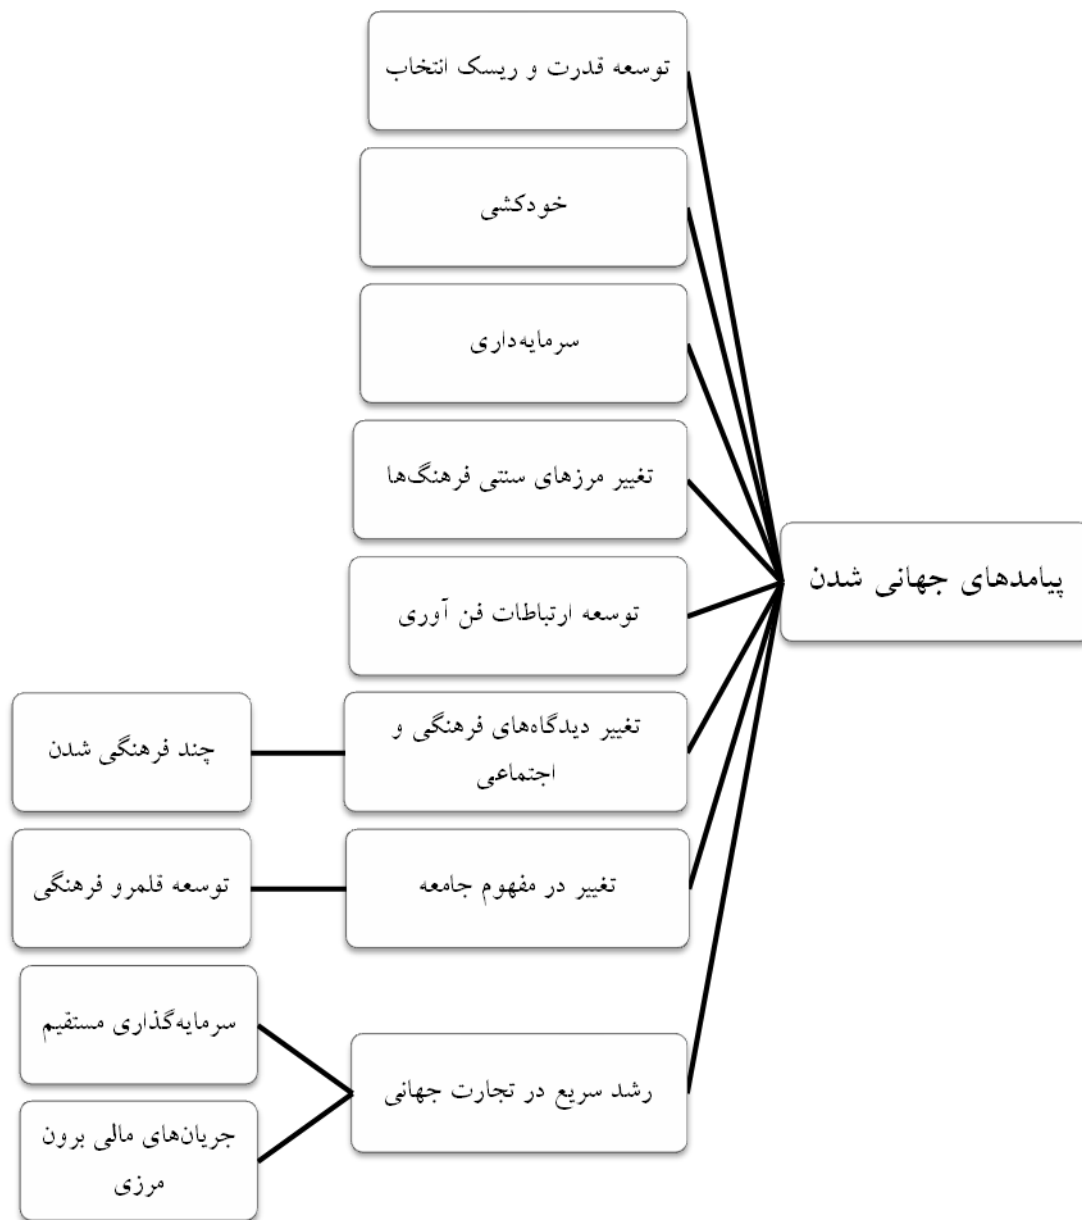 توسعه قدرت و ریسک انتخاب
خودکشی
سرمایه‌داری
تغییر مرزهای سنتی فرهنگ‌ها
پیامدهای جهانی شدن
توسعه ارتباطات فن آوری
تغییر دیدگاه‌های فرهنگی و
اجتماعی
چند فرهنگی شدن
تغییر در مفهوم جامعه
توسعه قلمرو فرهنگی
رشد سریع در تجارت جهانی
سرمایه‌گذاری مستقیم
جریان‌های مالی برون
مرزی